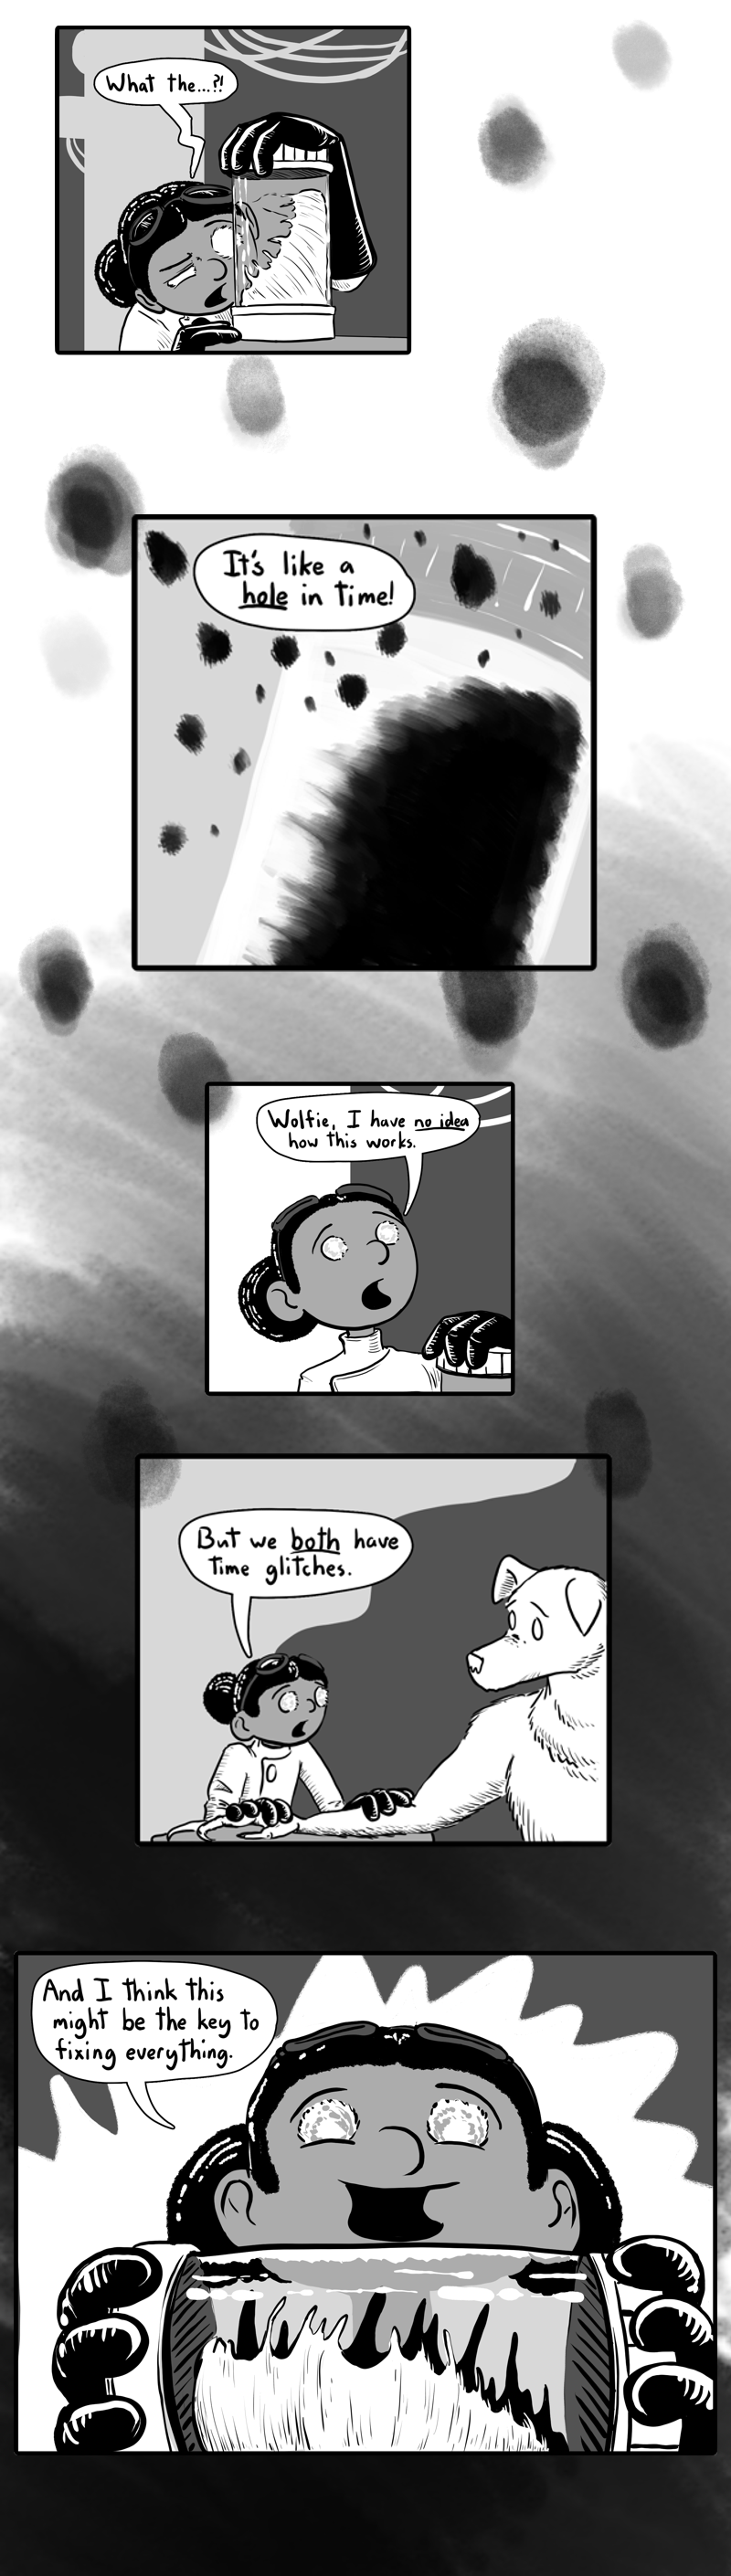 What the...?!
It's like a
hole in time!
Wolfie, I have no idea
how this works.
But we both have
time glitches.
And I think this
might be the key to
fixing everything.